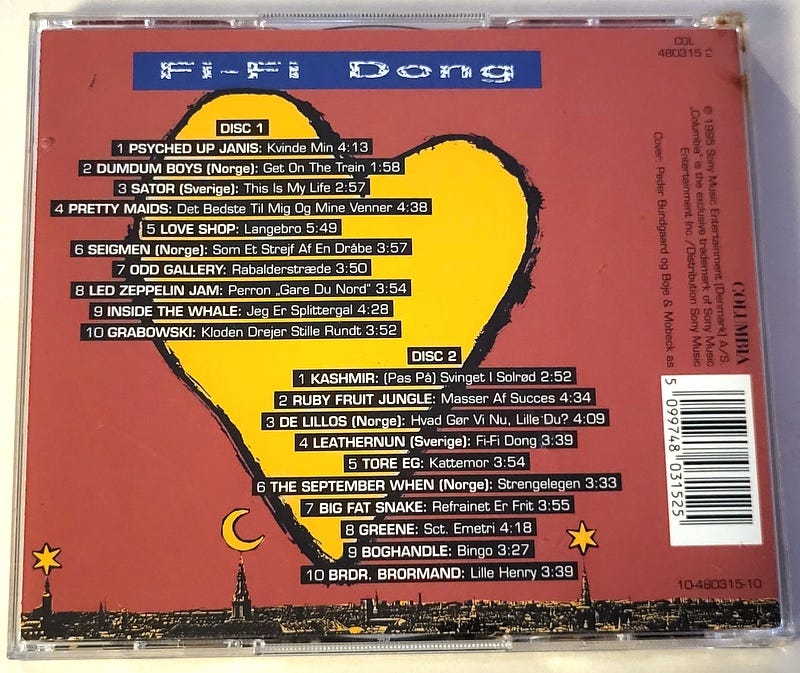 Fi-Fi Dong
COL
480315 2
DISC 1
1 PSYCHED UP JANIS: Kvinde Min 4:13
2 DUMDUM BOYS (Norge): Get On The Train 1:58
3 SATOR (Sverige): This Is My Life 2:57
4 PRETTY MAIDS: Det Bedste Til Mig Og Mine Venner 4:38
5 LOVE SHOP: Langebro 5:49
6 SEIGMEN (Norge): Som Et Strejf Af En Dråbe 3:57
7 ODD GALLERY: Rabalderstræde 3:50
8 LED ZEPPELIN JAM: Perron „Gare Du Nord" 3:54
9 INSIDE THE WHALE: Jeg Er Splittergal 4:28
10 GRABOWSKI: Kloden Drejer Stille Rundt 3:52
DISC 2
1 KASHMIR: (Pas På) Svinget I Solrød 2:52
2 RUBY FRUIT JUNGLE: Masser Af Succes 4:34
3 DE LILLOS (Norge): Hvad Gør Vi Nu, Lille Du? 4:09
4 LEATHERNUN (Sverige): Fi-Fi Dong 3:39
5 TORE EG: Kattemor 3:54
6 THE SEPTEMBER WHEN (Norge): Strengelegen 3:33
7 BIG FAT SNAKE: Refrainet Er Frit 3:55
8 GREENE: Sct. Emetri 4:18
9 BOGHANDLE: Bingo 3:27
10 BRDR. BRORMAND: Lille Henry 3:39
© 1995 Sony Music Entertainment (Denmark) A/S.
„Columbia" is the exclusive trademark of Sony Music
Entertainment Inc./Distribution Sony Music
Cover: Peder Bundgaard og Boje & Mobeck as
COLUMBIA
5 099748 031525
10-480315-10